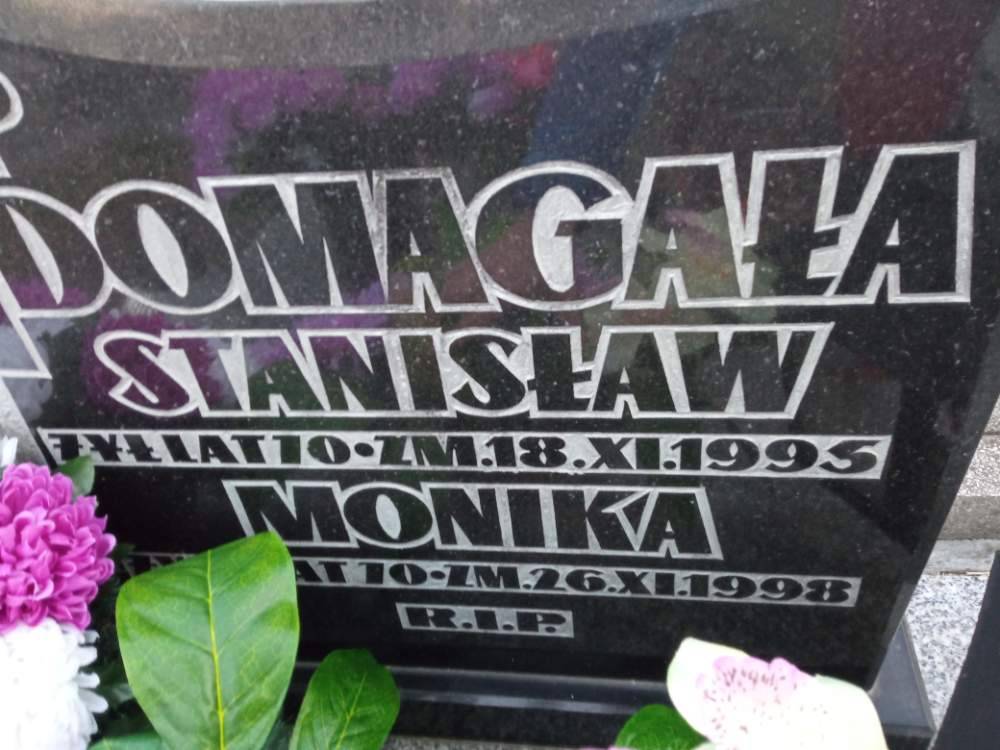 DOMAGAŁA
STANISŁAW
ŻYŁ LAT 70•ZM.18.XI.1995
MONIKA
LAT 70•ZM.26.XI.1998
R.I.P.